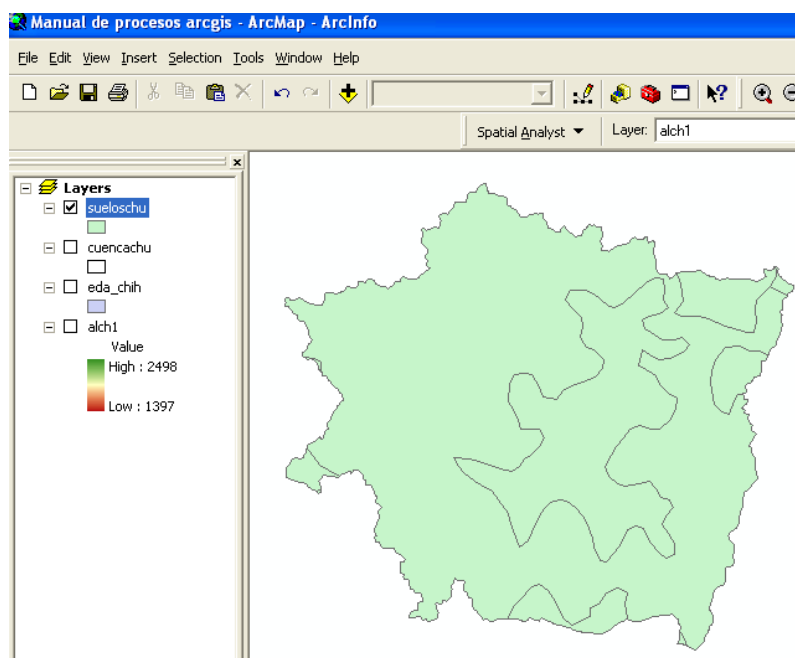 Manual de procesos arcgis - ArcMap - ArcInfo
File Edit View Insert Selection Tools Window Help
Spatial Analyst Layer: alch1
Layers
sueloschu
cuencachu
eda_chih
alch1
Value
High : 2498
Low : 1397